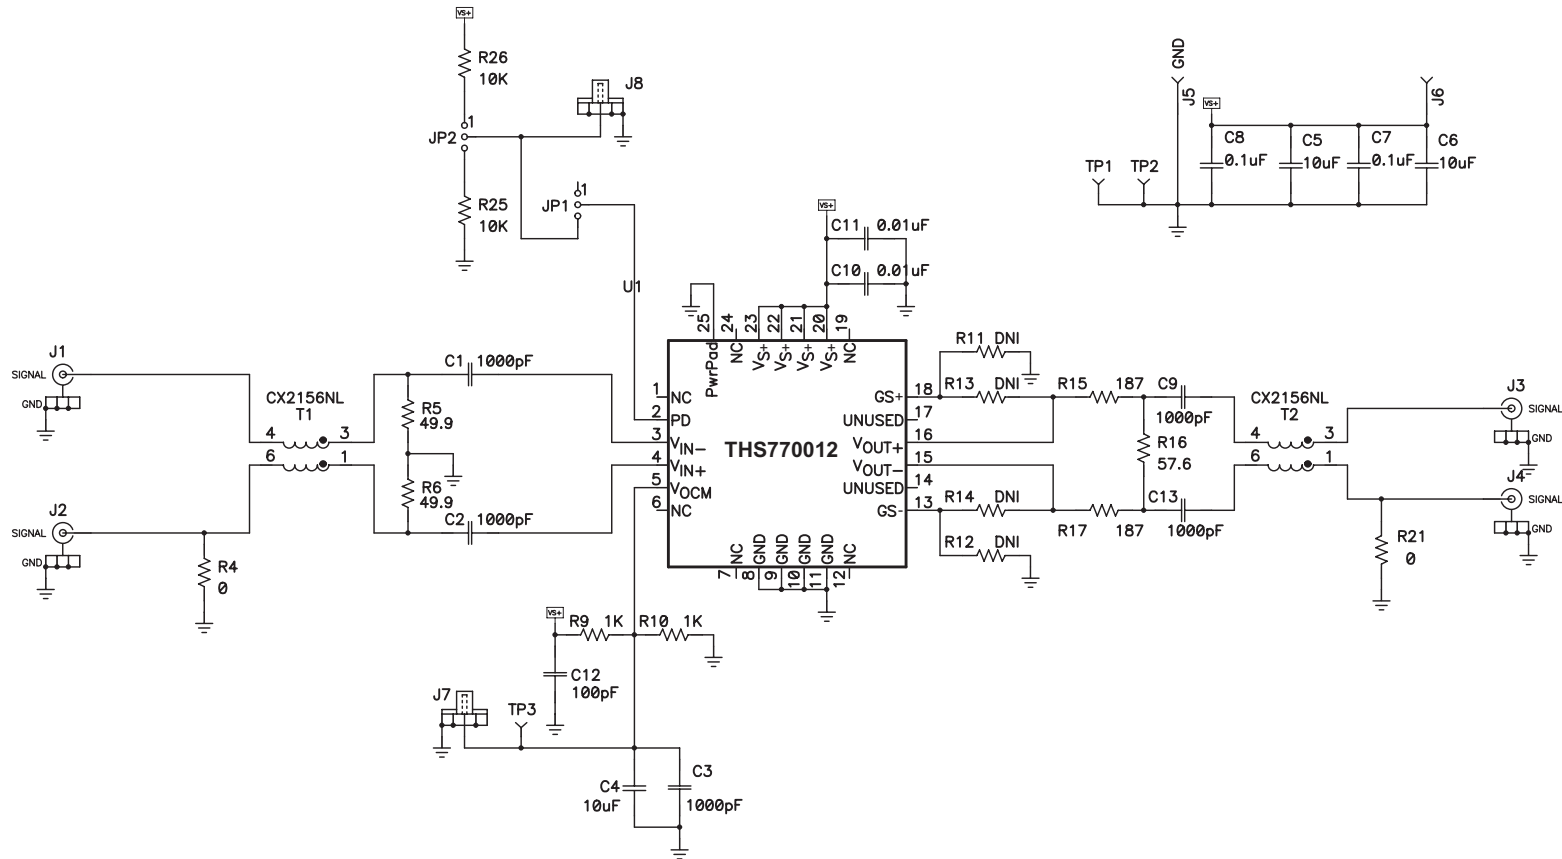 VS+
R26
10K
JP2
1
R25
10K
J8
JP1
1
U1
GND
J5
J6
VS+
C8
0.1uF
C5
10uF
C7
0.1uF
C6
10uF
TP1
TP2
VS+
C11 0.01uF
C10 0.01uF
25
24
23
22
21
20
19
PwrPad
NC
VS+
VS+
VS+
VS+
NC
J1
SIGNAL
GND
CX2156NL
T1
4
3
6
1
J2
SIGNAL
GND
R4
0
C1 1000pF
R5
49.9
R6
49.9
C2 1000pF
1 NC
2 PD
3 VIN-
4 VIN+
5 VOCM
6 NC
THS770012
GS+ 18
UNUSED 17
VOUT+ 16
VOUT- 15
UNUSED 14
GS- 13
NC
GND
GND
GND
GND
NC
7
8
9
10
11
12
R11 DNI
R13 DNI
R15 187
C9
1000pF
R16
57.6
R14 DNI
R17 187
C13
1000pF
R12 DNI
CX2156NL
T2
4
3
6
1
J3
SIGNAL
GND
J4
SIGNAL
GND
R21
0
VS+
R9 1K
R10 1K
C12
100pF
J7
TP3
C4
10uF
C3
1000pF